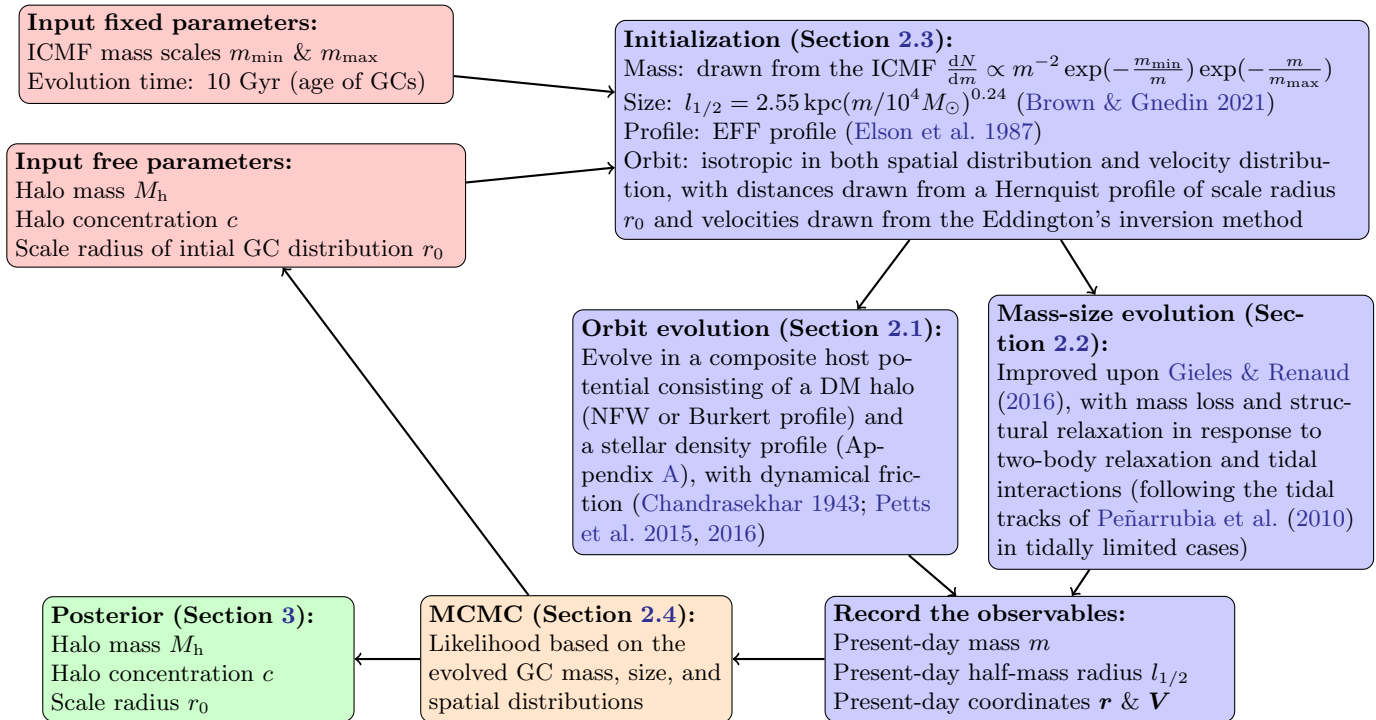 Input fixed parameters:
ICMF mass scales m_min & m_max
Evolution time: 10 Gyr (age of GCs)
Input free parameters:
Halo mass M_h
Halo concentration c
Scale radius of intial GC distribution r_0
Initialization (Section 2.3):
Mass: drawn from the ICMF dN/dm ∝ m^−2 exp(−m_min/m) exp(−m/m_max)
Size: l_1/2 = 2.55 kpc(m/10^4 M_⊙)^0.24 (Brown & Gnedin 2021)
Profile: EFF profile (Elson et al. 1987)
Orbit: isotropic in both spatial distribution and velocity distribu-
tion, with distances drawn from a Hernquist profile of scale radius
r_0 and velocities drawn from the Eddington's inversion method
Orbit evolution (Section 2.1):
Evolve in a composite host po-
tential consisting of a DM halo
(NFW or Burkert profile) and
a stellar density profile (Ap-
pendix A), with dynamical fric-
tion (Chandrasekhar 1943; Petts
et al. 2015, 2016)
Mass-size evolution (Sec-
tion 2.2):
Improved upon Gieles & Renaud
(2016), with mass loss and struc-
tural relaxation in response to
two-body relaxation and tidal
interactions (following the tidal
tracks of Peñarrubia et al. (2010)
in tidally limited cases)
Posterior (Section 3):
Halo mass M_h
Halo concentration c
Scale radius r_0
MCMC (Section 2.4):
Likelihood based on the
evolved GC mass, size, and
spatial distributions
Record the observables:
Present-day mass m
Present-day half-mass radius l_1/2
Present-day coordinates r & V